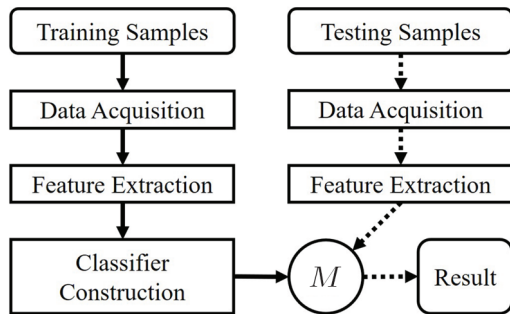 Training Samples
Testing Samples
Data Acquisition
Data Acquisition
Feature Extraction
Feature Extraction
Classifier
Construction
M
Result